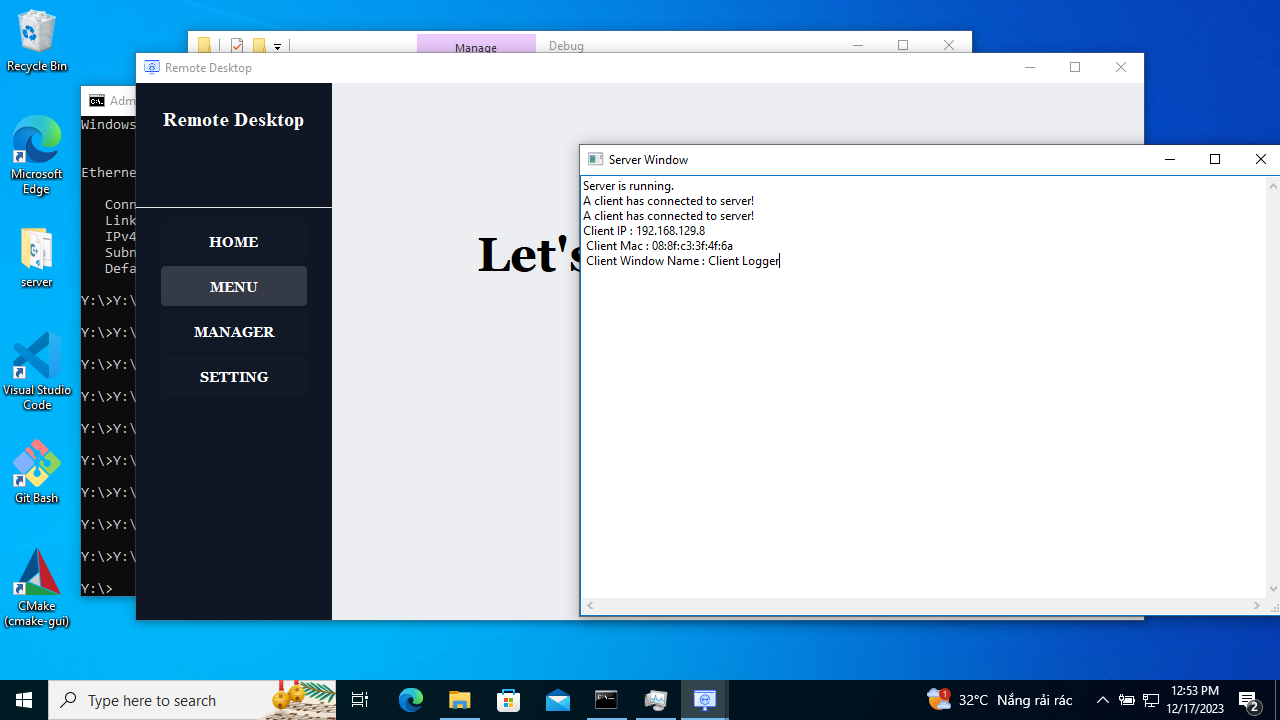 Recycle Bin
Microsoft
Edge
server
Visual Studio
Code
Git Bash
CMake
(cmake-gui)
Manage
Debug
Adm
Windows
Etherne
Conn
Link
IPv4
Subn
Defa
Y:\>Y:\
Y:\>Y:\
Y:\>Y:\
Y:\>Y:\
Y:\>Y:\
Y:\>Y:\
Y:\>Y:\
Y:\>Y:\
Y:\>Y:\
Y:\>
Remote Desktop
Remote Desktop
HOME
MENU
MANAGER
SETTING
Let's
Server Window
Server is running.
A client has connected to server!
A client has connected to server!
Client IP : 192.168.129.8
Client Mac : 08:8f:c3:3f:4f:6a
Client Window Name : Client Logger
Type here to search
1
32°C Nắng rải rác
12:53 PM
12/17/2023
2